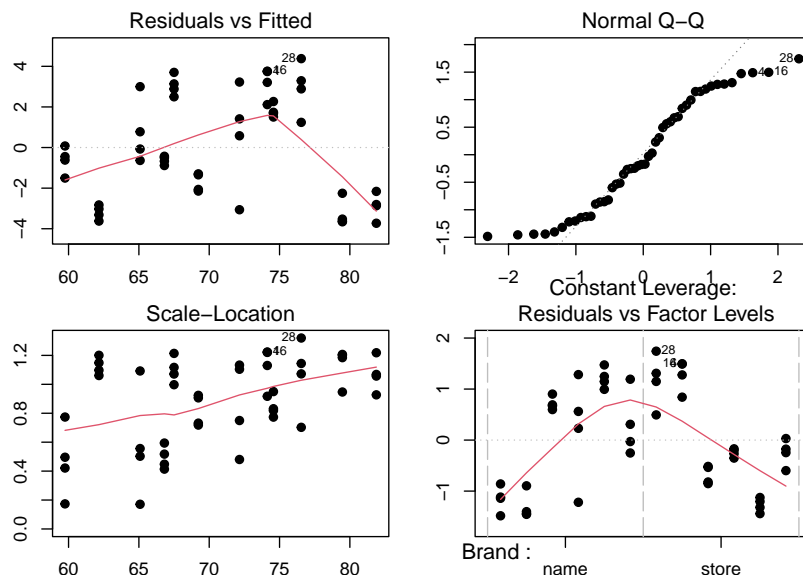 Residuals vs Fitted
4
2
0
−2
−4
28
16
60 65 70 75 80
Normal Q−Q
1.5
0.5
−0.5
−1.5
4 16
28
−2 −1 0 1 2
Scale−Location
1.2
0.8
0.4
0.0
28
16
60 65 70 75 80
Constant Leverage:
Residuals vs Factor Levels
2
1
0
−1
28
16
Brand :
name store